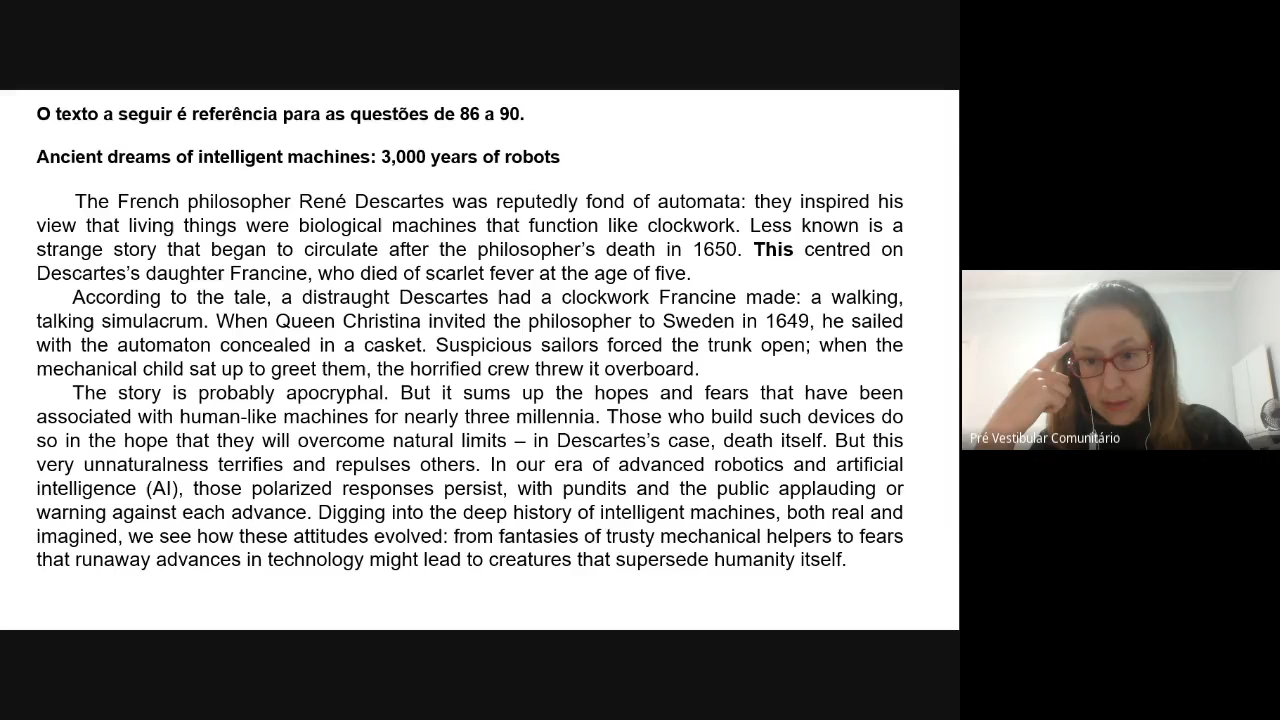 O texto a seguir é referência para as questões de 86 a 90.
Ancient dreams of intelligent machines: 3,000 years of robots
The French philosopher René Descartes was reputedly fond of automata: they inspired his
view that living things were biological machines that function like clockwork. Less known is a
strange story that began to circulate after the philosopher’s death in 1650. This centred on
Descartes’s daughter Francine, who died of scarlet fever at the age of five.
According to the tale, a distraught Descartes had a clockwork Francine made: a walking,
talking simulacrum. When Queen Christina invited the philosopher to Sweden in 1649, he sailed
with the automaton concealed in a casket. Suspicious sailors forced the trunk open; when the
mechanical child sat up to greet them, the horrified crew threw it overboard.
The story is probably apocryphal. But it sums up the hopes and fears that have been
associated with human-like machines for nearly three millennia. Those who build such devices do
so in the hope that they will overcome natural limits – in Descartes’s case, death itself. But this
very unnaturalness terrifies and repulses others. In our era of advanced robotics and artificial
intelligence (AI), those polarized responses persist, with pundits and the public applauding or
warning against each advance. Digging into the deep history of intelligent machines, both real and
imagined, we see how these attitudes evolved: from fantasies of trusty mechanical helpers to fears
that runaway advances in technology might lead to creatures that supersede humanity itself.
Pré Vestibular Comunitário